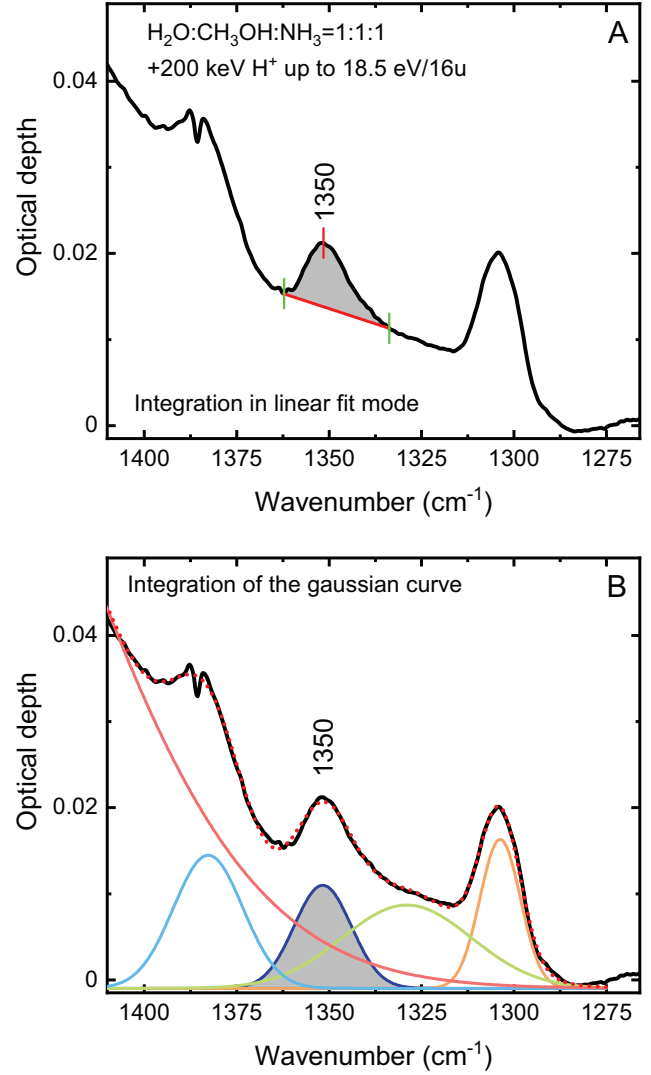 H₂O:CH₃OH:NH₃=1:1:1
A
+200 keV H⁺ up to 18.5 eV/16u
0.04
1350
Optical depth
0.02
0
Integration in linear fit mode
1400 1375 1350 1325 1300 1275
Wavenumber (cm⁻¹)
Integration of the gaussian curve
B
0.04
1350
Optical depth
0.02
0
1400 1375 1350 1325 1300 1275
Wavenumber (cm⁻¹)